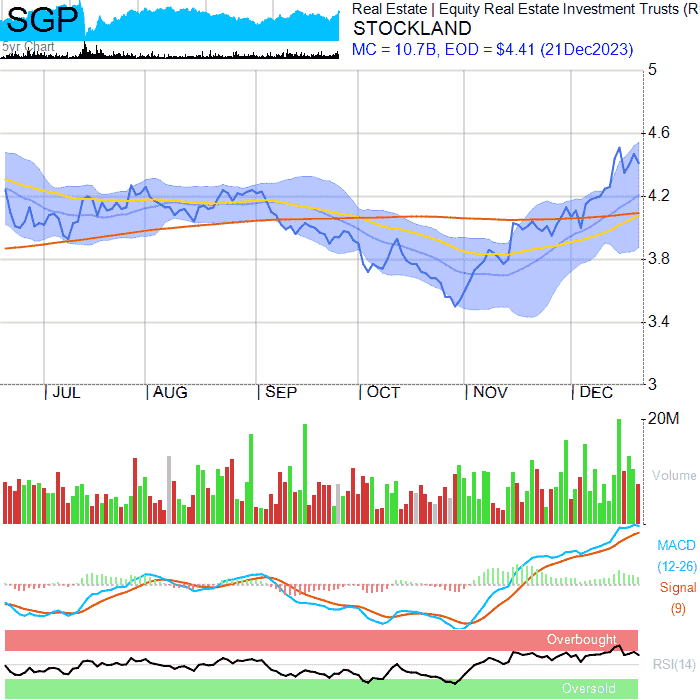 SGP
5yr Chart
Real Estate | Equity Real Estate Investment Trusts (R
STOCKLAND
MC = 10.7B, EOD = $4.41 (21Dec2023)
5
4.6
4.2
3.8
3.4
3
JUL AUG SEP OCT NOV DEC
20M
Volume
MACD
(12-26)
Signal
(9)
Overbought
RSI(14)
Oversold